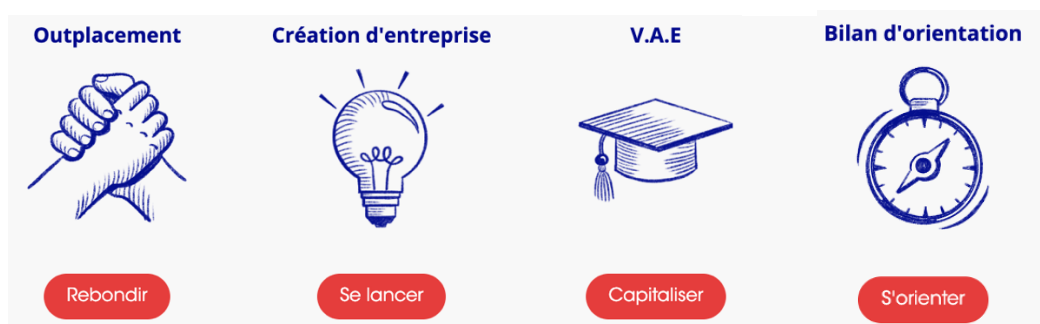 Outplacement
Création d'entreprise
V.A.E
Bilan d'orientation
Rebondir
Se lancer
Capitaliser
S'orienter